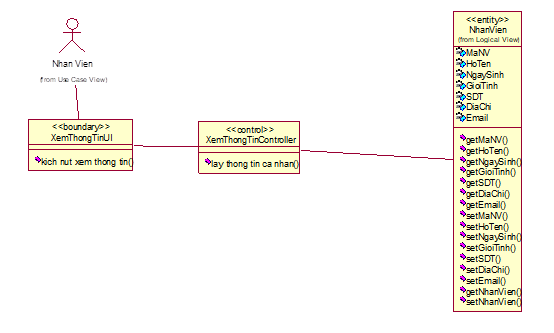 Nhan Vien
(from Use Case View)
<<boundary>>
XemThongTinUI
kich nut xem thong tin()
<<control>>
XemThongTinController
lay thong tin ca nhan()
<<entity>>
NhanVien
(from Logical View)
MaNV
HoTen
NgaySinh
GioiTinh
SDT
DiaChi
Email
getMaNV()
getHoTen()
getNgaySinh()
getGioiTinh()
getSDT()
getDiaChi()
getEmail()
setMaNV()
setHoTen()
setNgaySinh()
setGioiTinh()
setSDT()
setDiaChi()
setEmail()
getNhanVien()
setNhanVien()